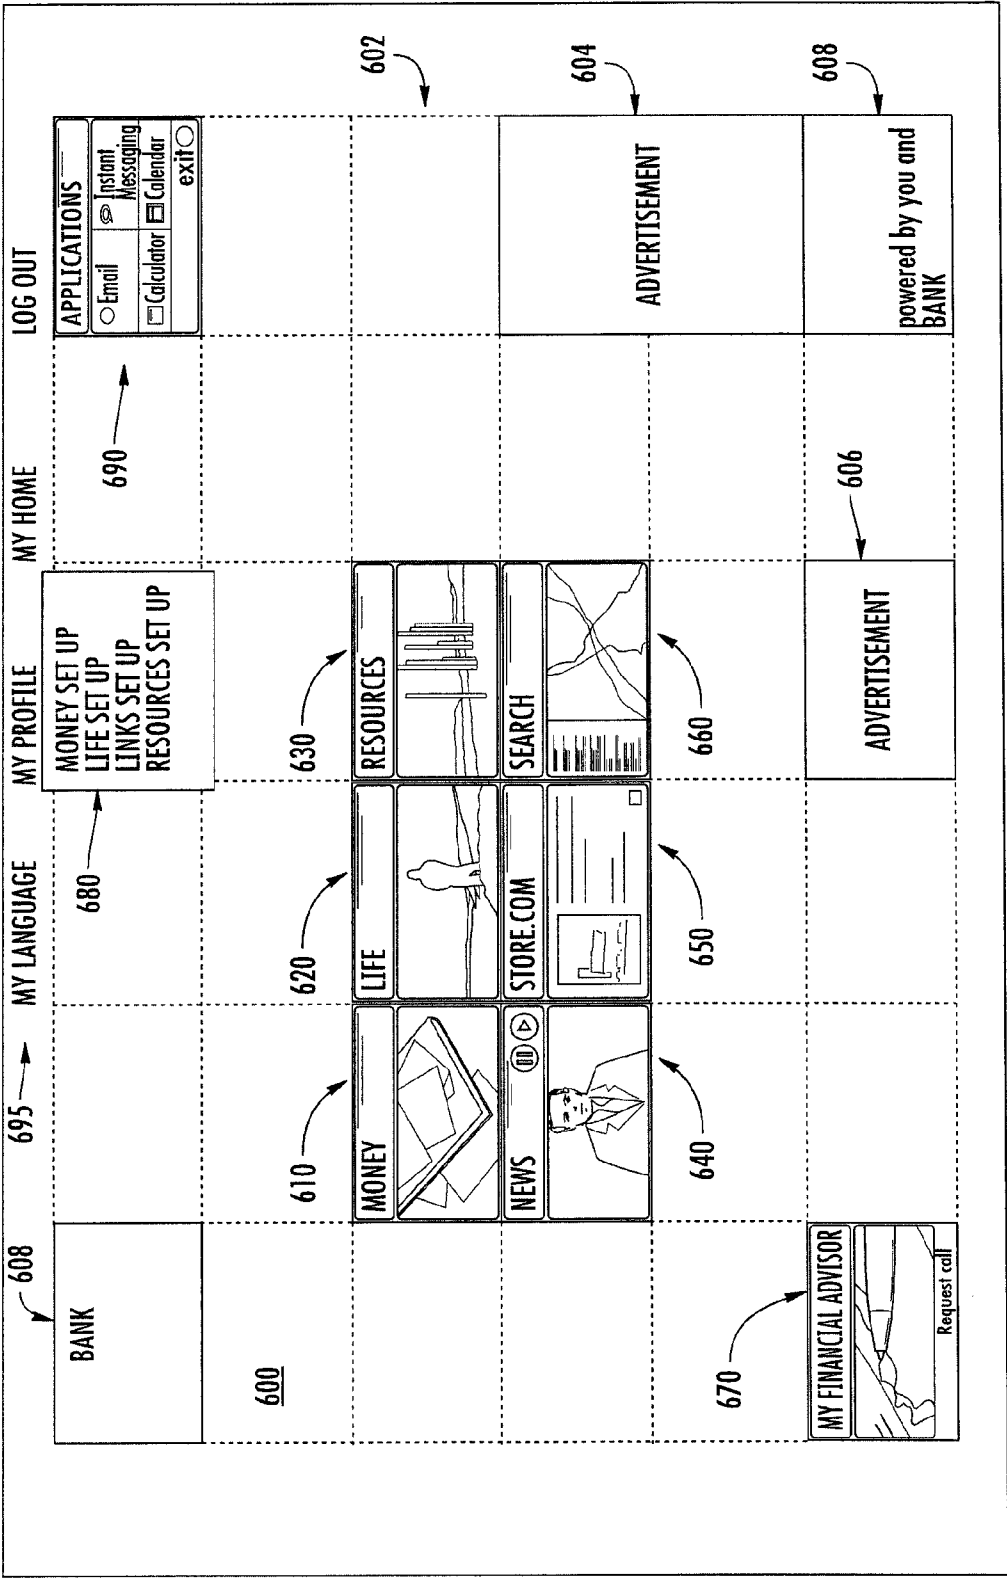 608
695
MY LANGUAGE
MY PROFILE
MY HOME
LOG OUT
BANK
680
MONEY SET UP
LIFE SET UP
LINKS SET UP
RESOURCES SET UP
690
APPLICATIONS
Email
Instant Messaging
Calculator
Calendar
exit
600
610
620
630
602
MONEY
LIFE
RESOURCES
NEWS
STORE.COM
SEARCH
640
650
660
ADVERTISEMENT
604
670
MY FINANCIAL ADVISOR
Request call
ADVERTISEMENT
606
powered by you and
BANK
608